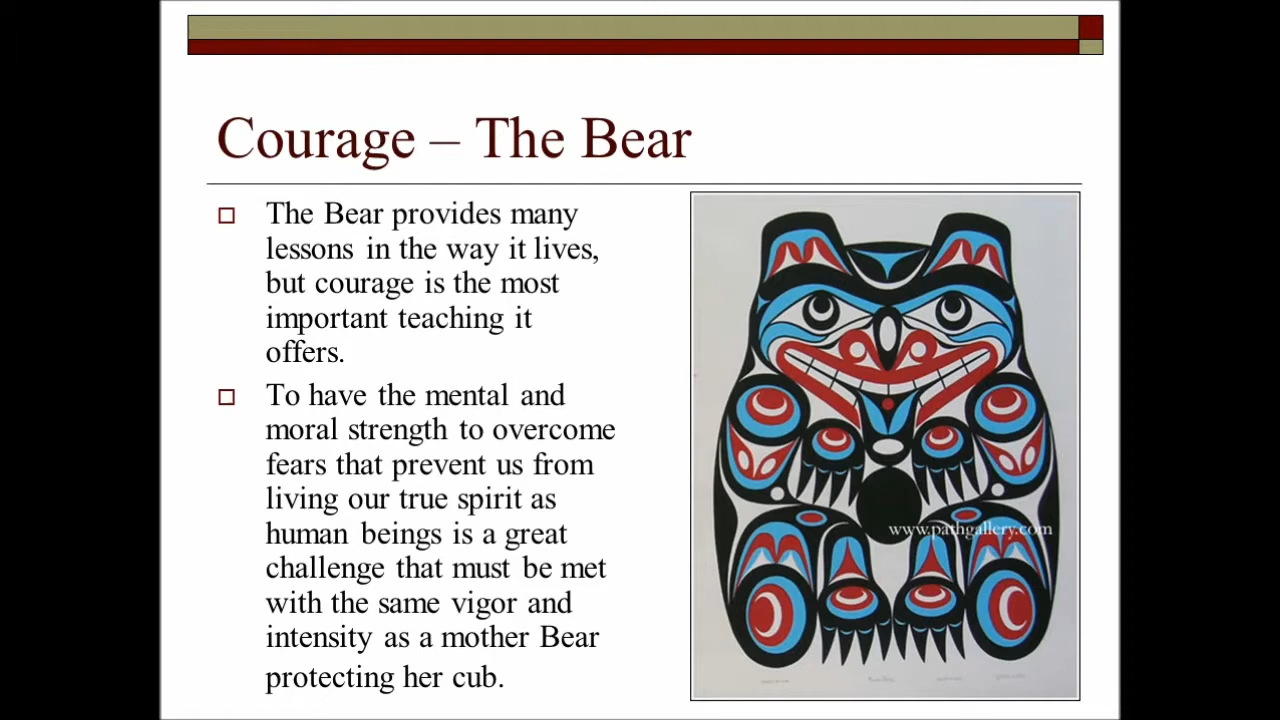 Courage – The Bear
The Bear provides many
lessons in the way it lives,
but courage is the most
important teaching it
offers.
To have the mental and
moral strength to overcome
fears that prevent us from
living our true spirit as
human beings is a great
challenge that must be met
with the same vigor and
intensity as a mother Bear
protecting her cub.
www.pathgallery.com